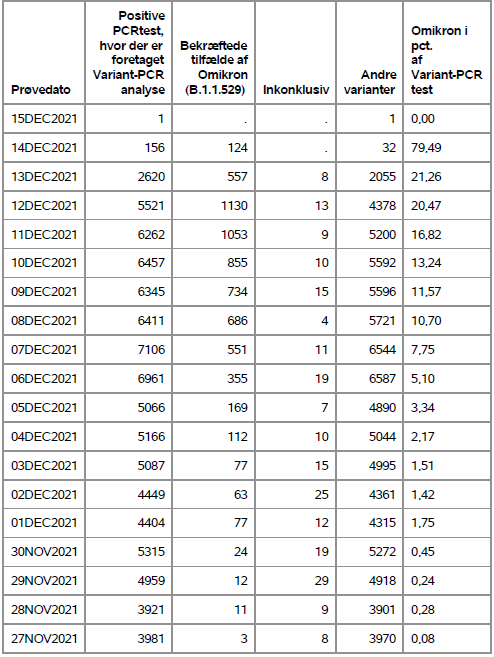 Prøvedato Positive PCRtest, hvor der er foretaget Variant-PCR analyse Bekræftede tilfælde af Omikron (B.1.1.529) Inkonklusiv Andre varianter Omikron i pct. af Variant-PCR test
15DEC2021 1 . . 1 0,00
14DEC2021 156 124 . 32 79,49
13DEC2021 2620 557 8 2055 21,26
12DEC2021 5521 1130 13 4378 20,47
11DEC2021 6262 1053 9 5200 16,82
10DEC2021 6457 855 10 5592 13,24
09DEC2021 6345 734 15 5596 11,57
08DEC2021 6411 686 4 5721 10,70
07DEC2021 7106 551 11 6544 7,75
06DEC2021 6961 355 19 6587 5,10
05DEC2021 5066 169 7 4890 3,34
04DEC2021 5166 112 10 5044 2,17
03DEC2021 5087 77 15 4995 1,51
02DEC2021 4449 63 25 4361 1,42
01DEC2021 4404 77 12 4315 1,75
30NOV2021 5315 24 19 5272 0,45
29NOV2021 4959 12 29 4918 0,24
28NOV2021 3921 11 9 3901 0,28
27NOV2021 3981 3 8 3970 0,08